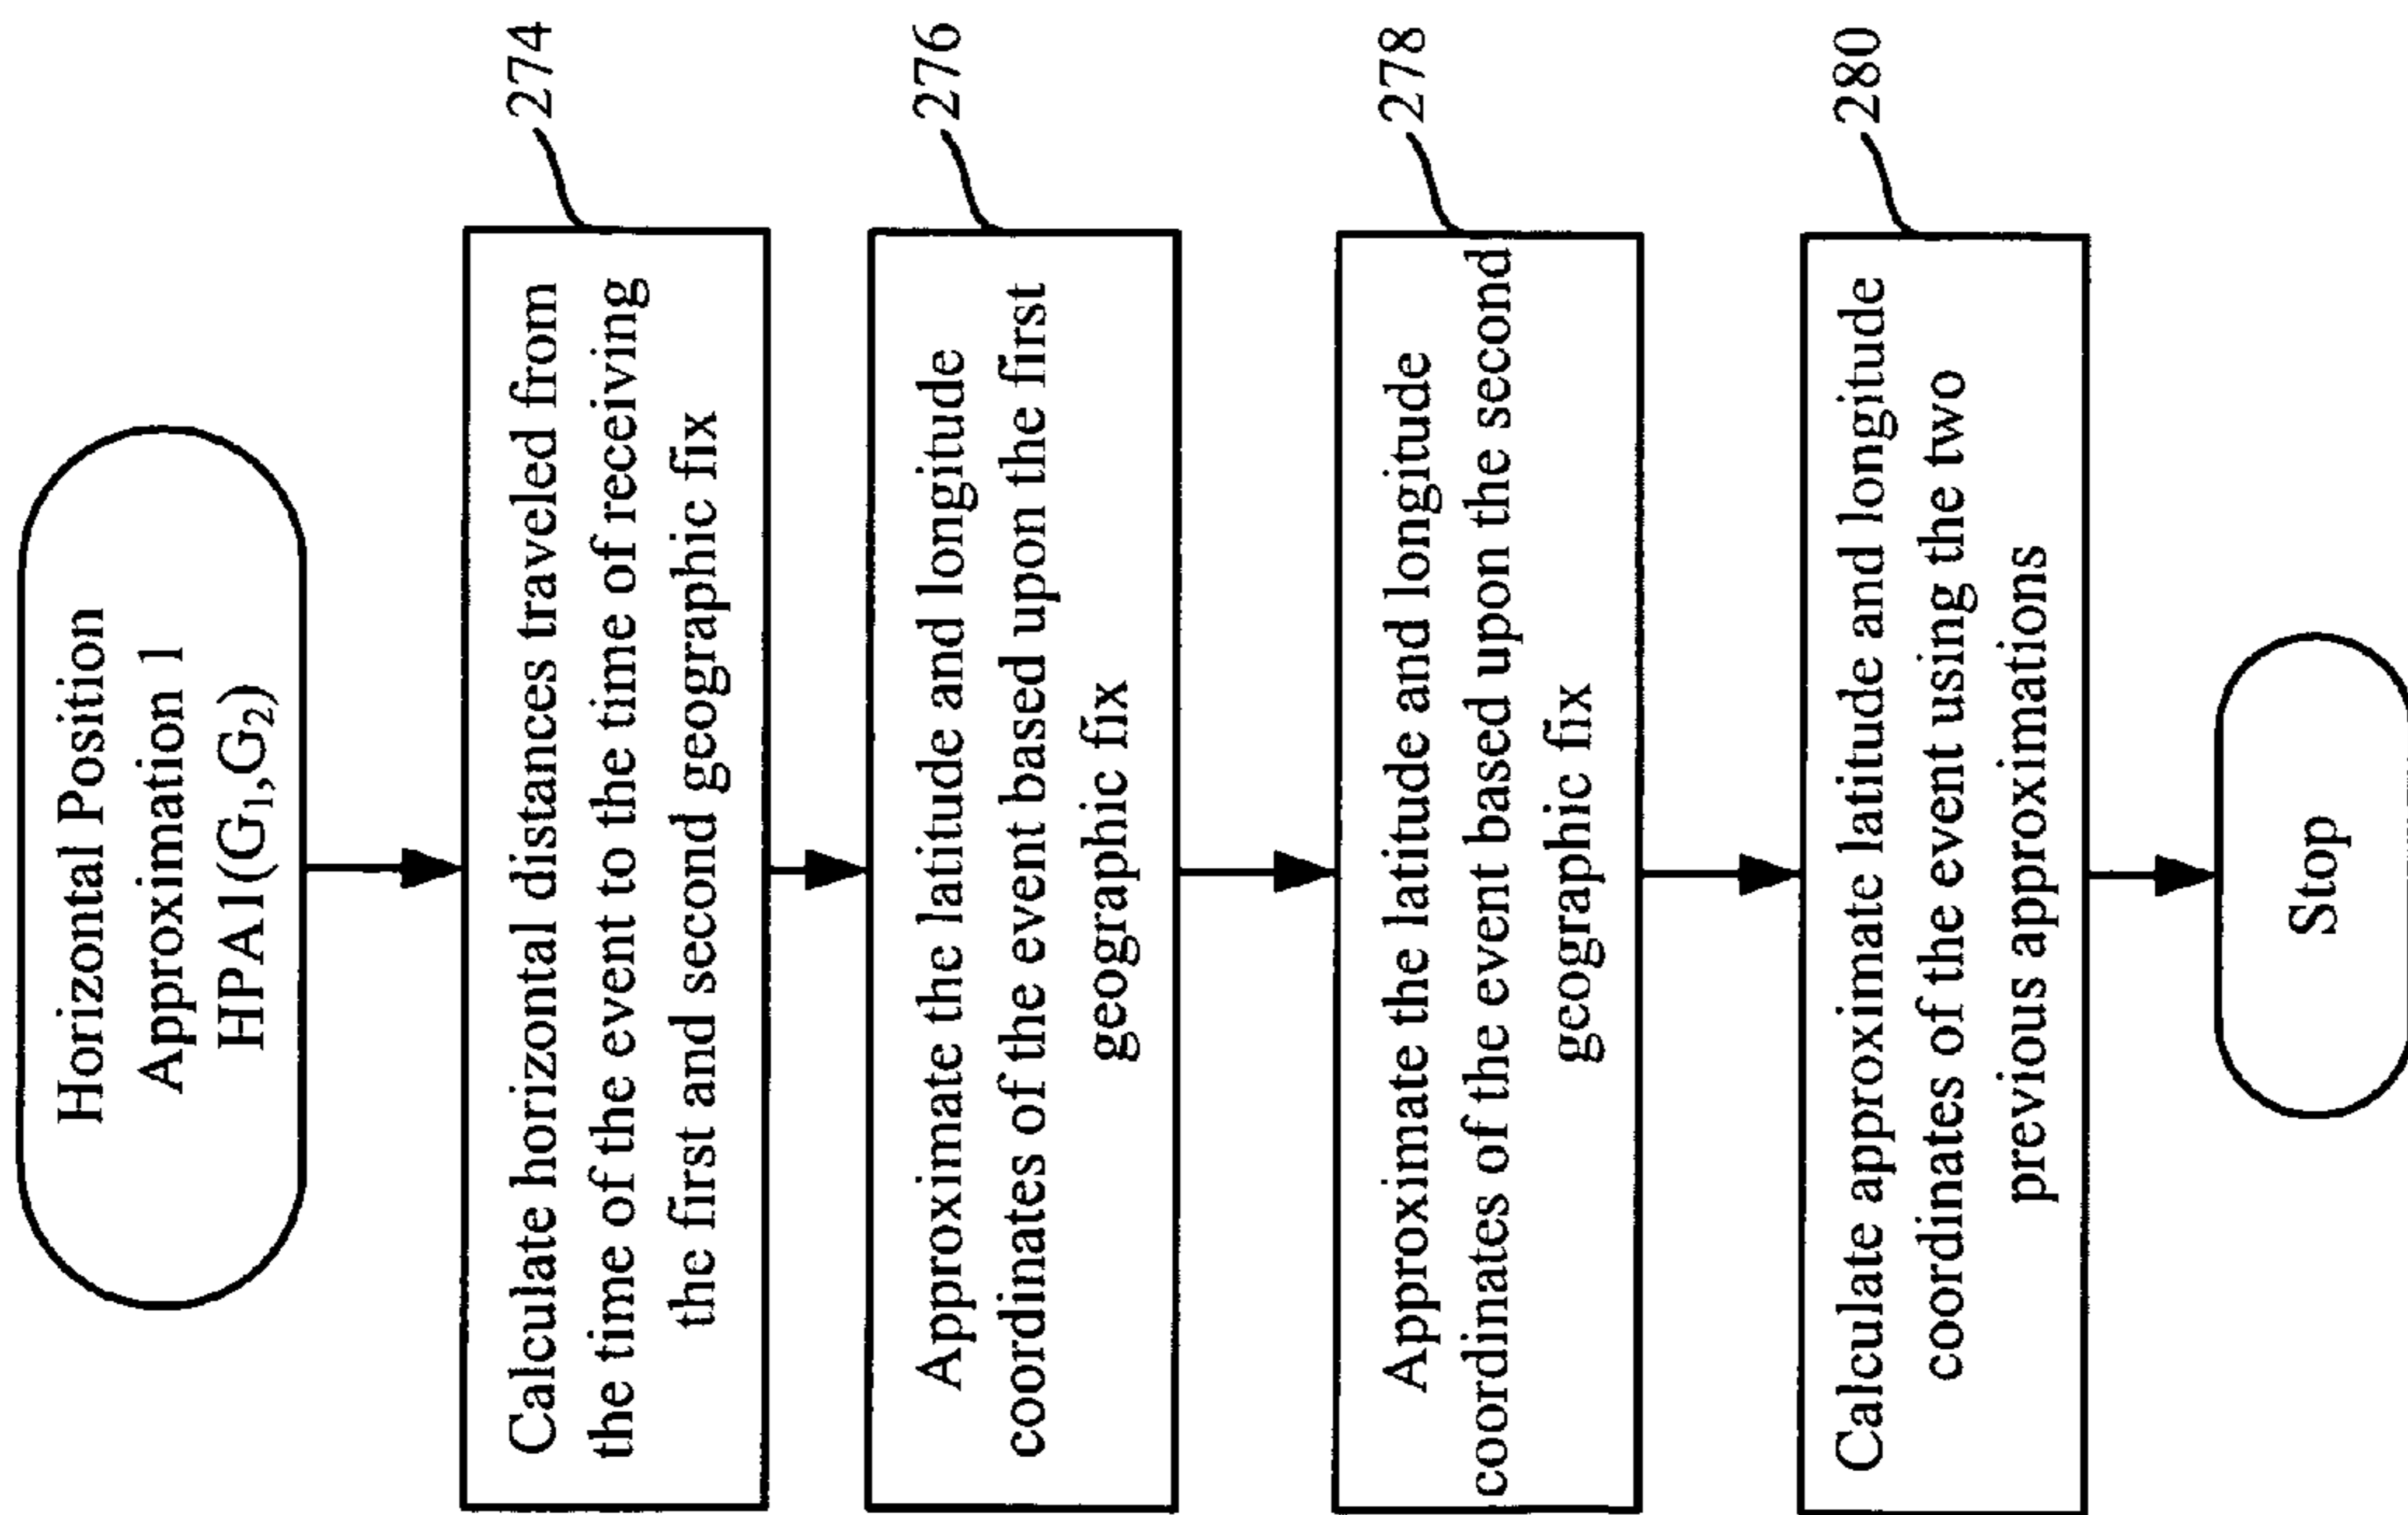 Horizontal Position
Approximation 1
HPA1(G₁,G₂)
274
Calculate horizontal distances traveled from
the time of the event to the time of receiving
the first and second geographic fix
276
Approximate the latitude and longitude
coordinates of the event based upon the first
geographic fix
278
Approximate the latitude and longitude
coordinates of the event based upon the second
geographic fix
280
Calculate approximate latitude and longitude
coordinates of the event using the two
previous approximations
Stop